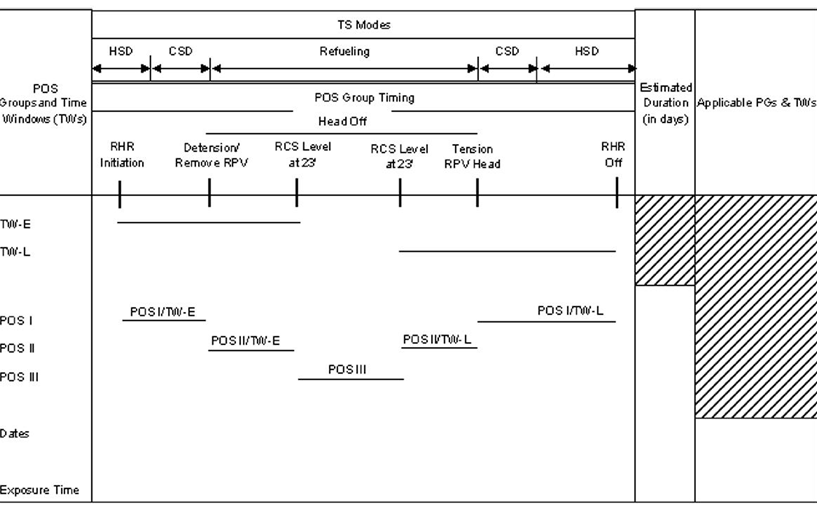 TS Modes
HSD CSD Refueling CSD HSD
POS
Groups and Time
Windows (TWs)
Estimated
Duration
(in days)
Applicable PGs & TWs
POS Group Timing
Head Off
RHR
Initiation
Detension/
Remove RPV
RCS Level
at 23'
RCS Level
at 23'
Tension
RPV Head
RHR
Off
TW-E
TW-L
POS I POS I/TW-E POS I/TW-L
POS II POS II/TW-E POS II/TW-L
POS III POS III
Dates
Exposure Time